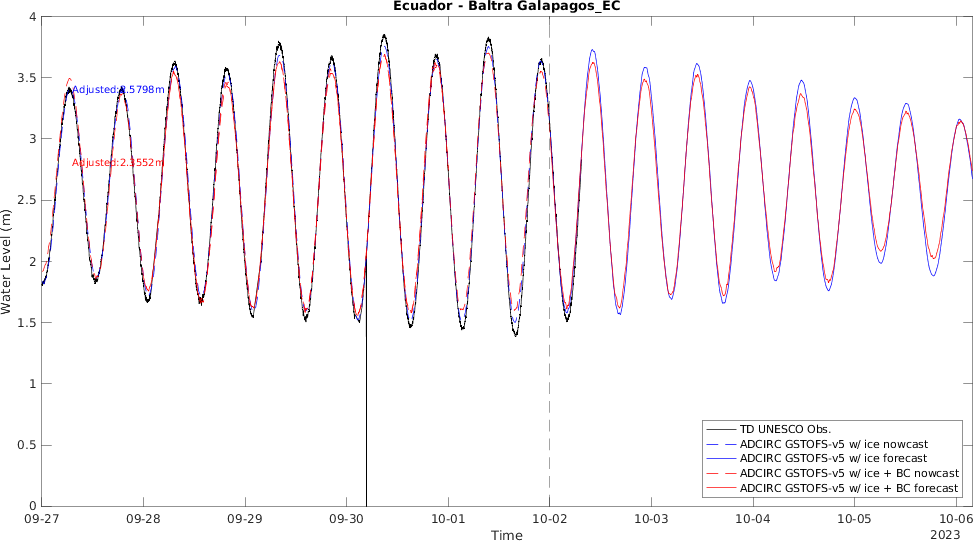 Ecuador - Baltra Galapagos_EC
4
3.5
3
2.5
2
1.5
1
0.5
0
Water Level (m)
Adjusted:2.5798m
Adjusted:2.3552m
TD UNESCO Obs.
ADCIRC GSTOFS-v5 w/ ice nowcast
ADCIRC GSTOFS-v5 w/ ice forecast
ADCIRC GSTOFS-v5 w/ ice + BC nowcast
ADCIRC GSTOFS-v5 w/ ice + BC forecast
09-27 09-28 09-29 09-30 10-01 10-02 10-03 10-04 10-05 10-06
Time
2023